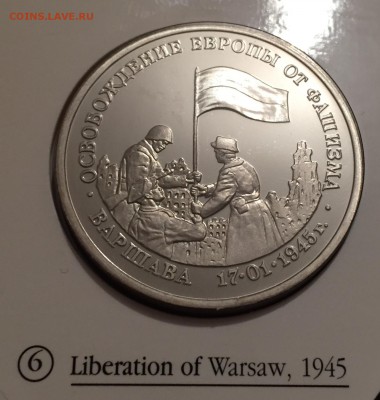 COINS.LAVE.RU
ОСВОБОЖДЕНИЕ ЕВРОПЫ ОТ ФАШИЗМА
ВАРШАВА 17·01·1945г.
6 Liberation of Warsaw, 1945